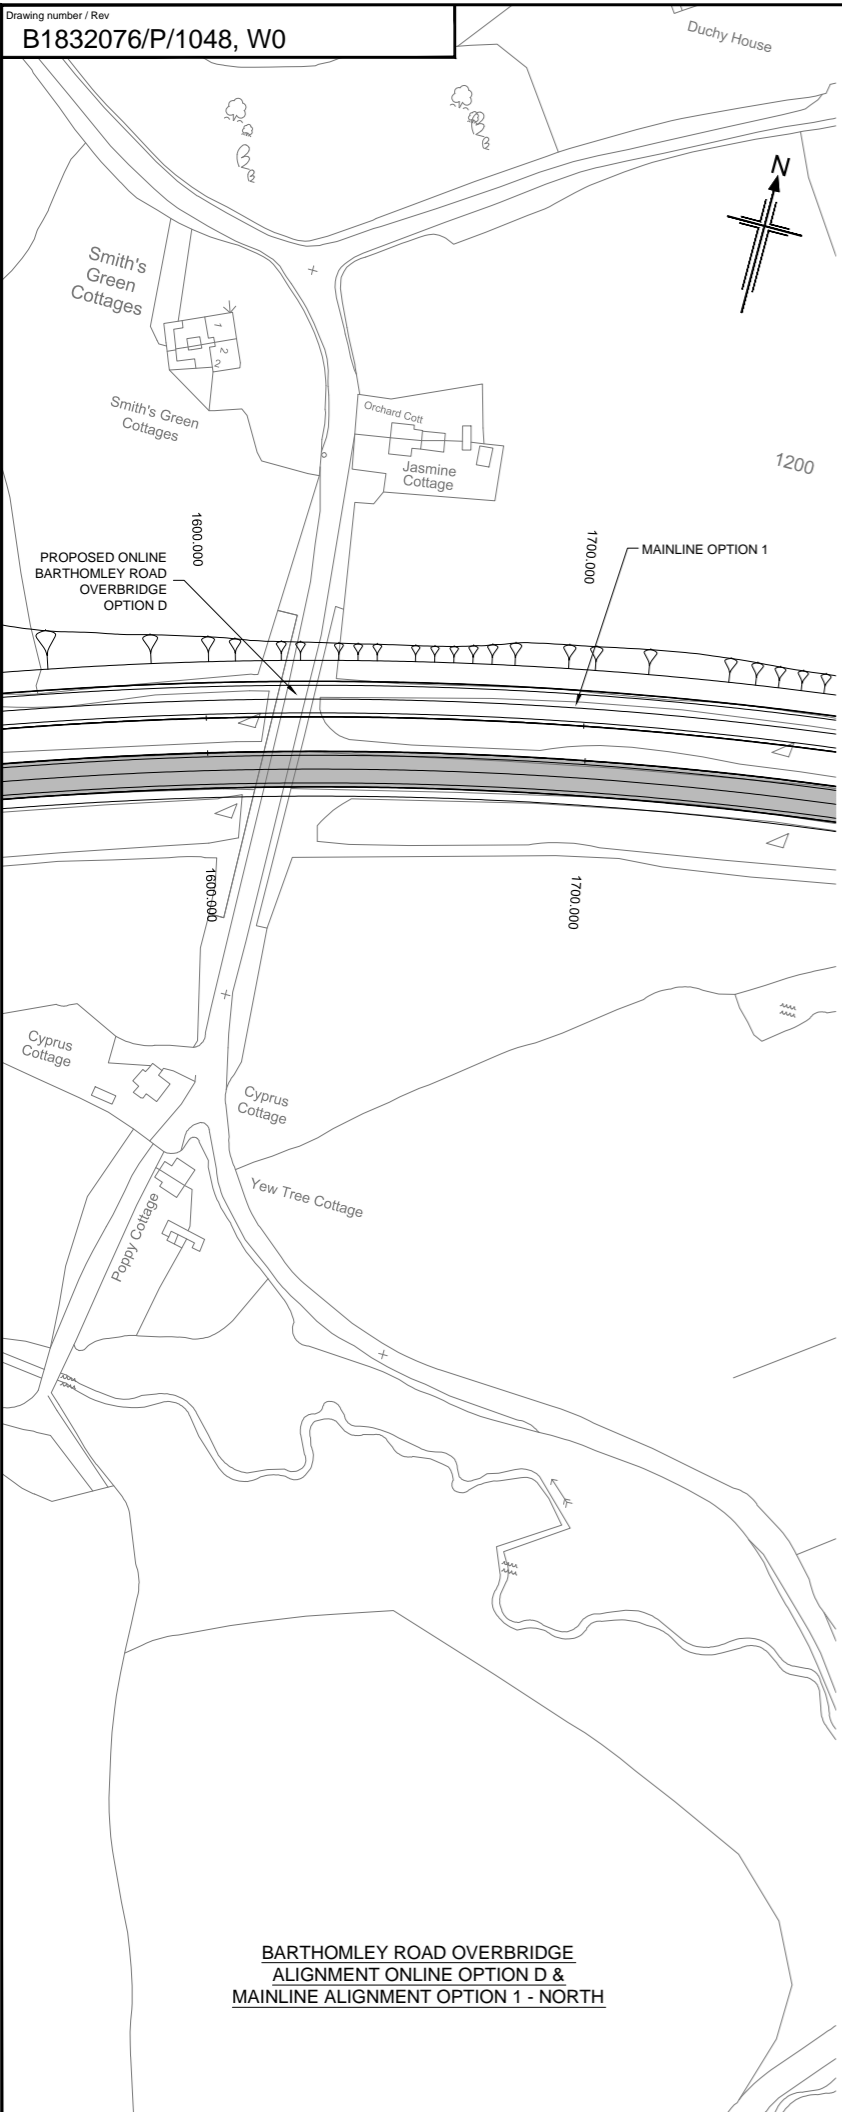 Drawing number / Rev
B1832076/P/1048, W0
Duchy House
N
Smith's
Green
Cottages
1
2
2
Smith's Green
Cottages
Orchard Cott
Jasmine
Cottage
1200
1600.000
1700.000
PROPOSED ONLINE
BARTHOMLEY ROAD
OVERBRIDGE
OPTION D
MAINLINE OPTION 1
1600.000
1700.000
Cyprus
Cottage
Cyprus
Cottage
Yew Tree Cottage
Poppy Cottage
BARTHOMLEY ROAD OVERBRIDGE
ALIGNMENT ONLINE OPTION D &
MAINLINE ALIGNMENT OPTION 1 - NORTH